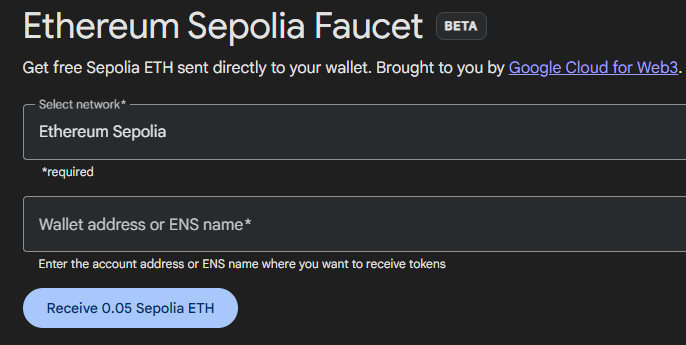 Ethereum Sepolia Faucet BETA
Get free Sepolia ETH sent directly to your wallet. Brought to you by Google Cloud for Web3.
Select network*
Ethereum Sepolia
*required
Wallet address or ENS name*
Enter the account address or ENS name where you want to receive tokens
Receive 0.05 Sepolia ETH